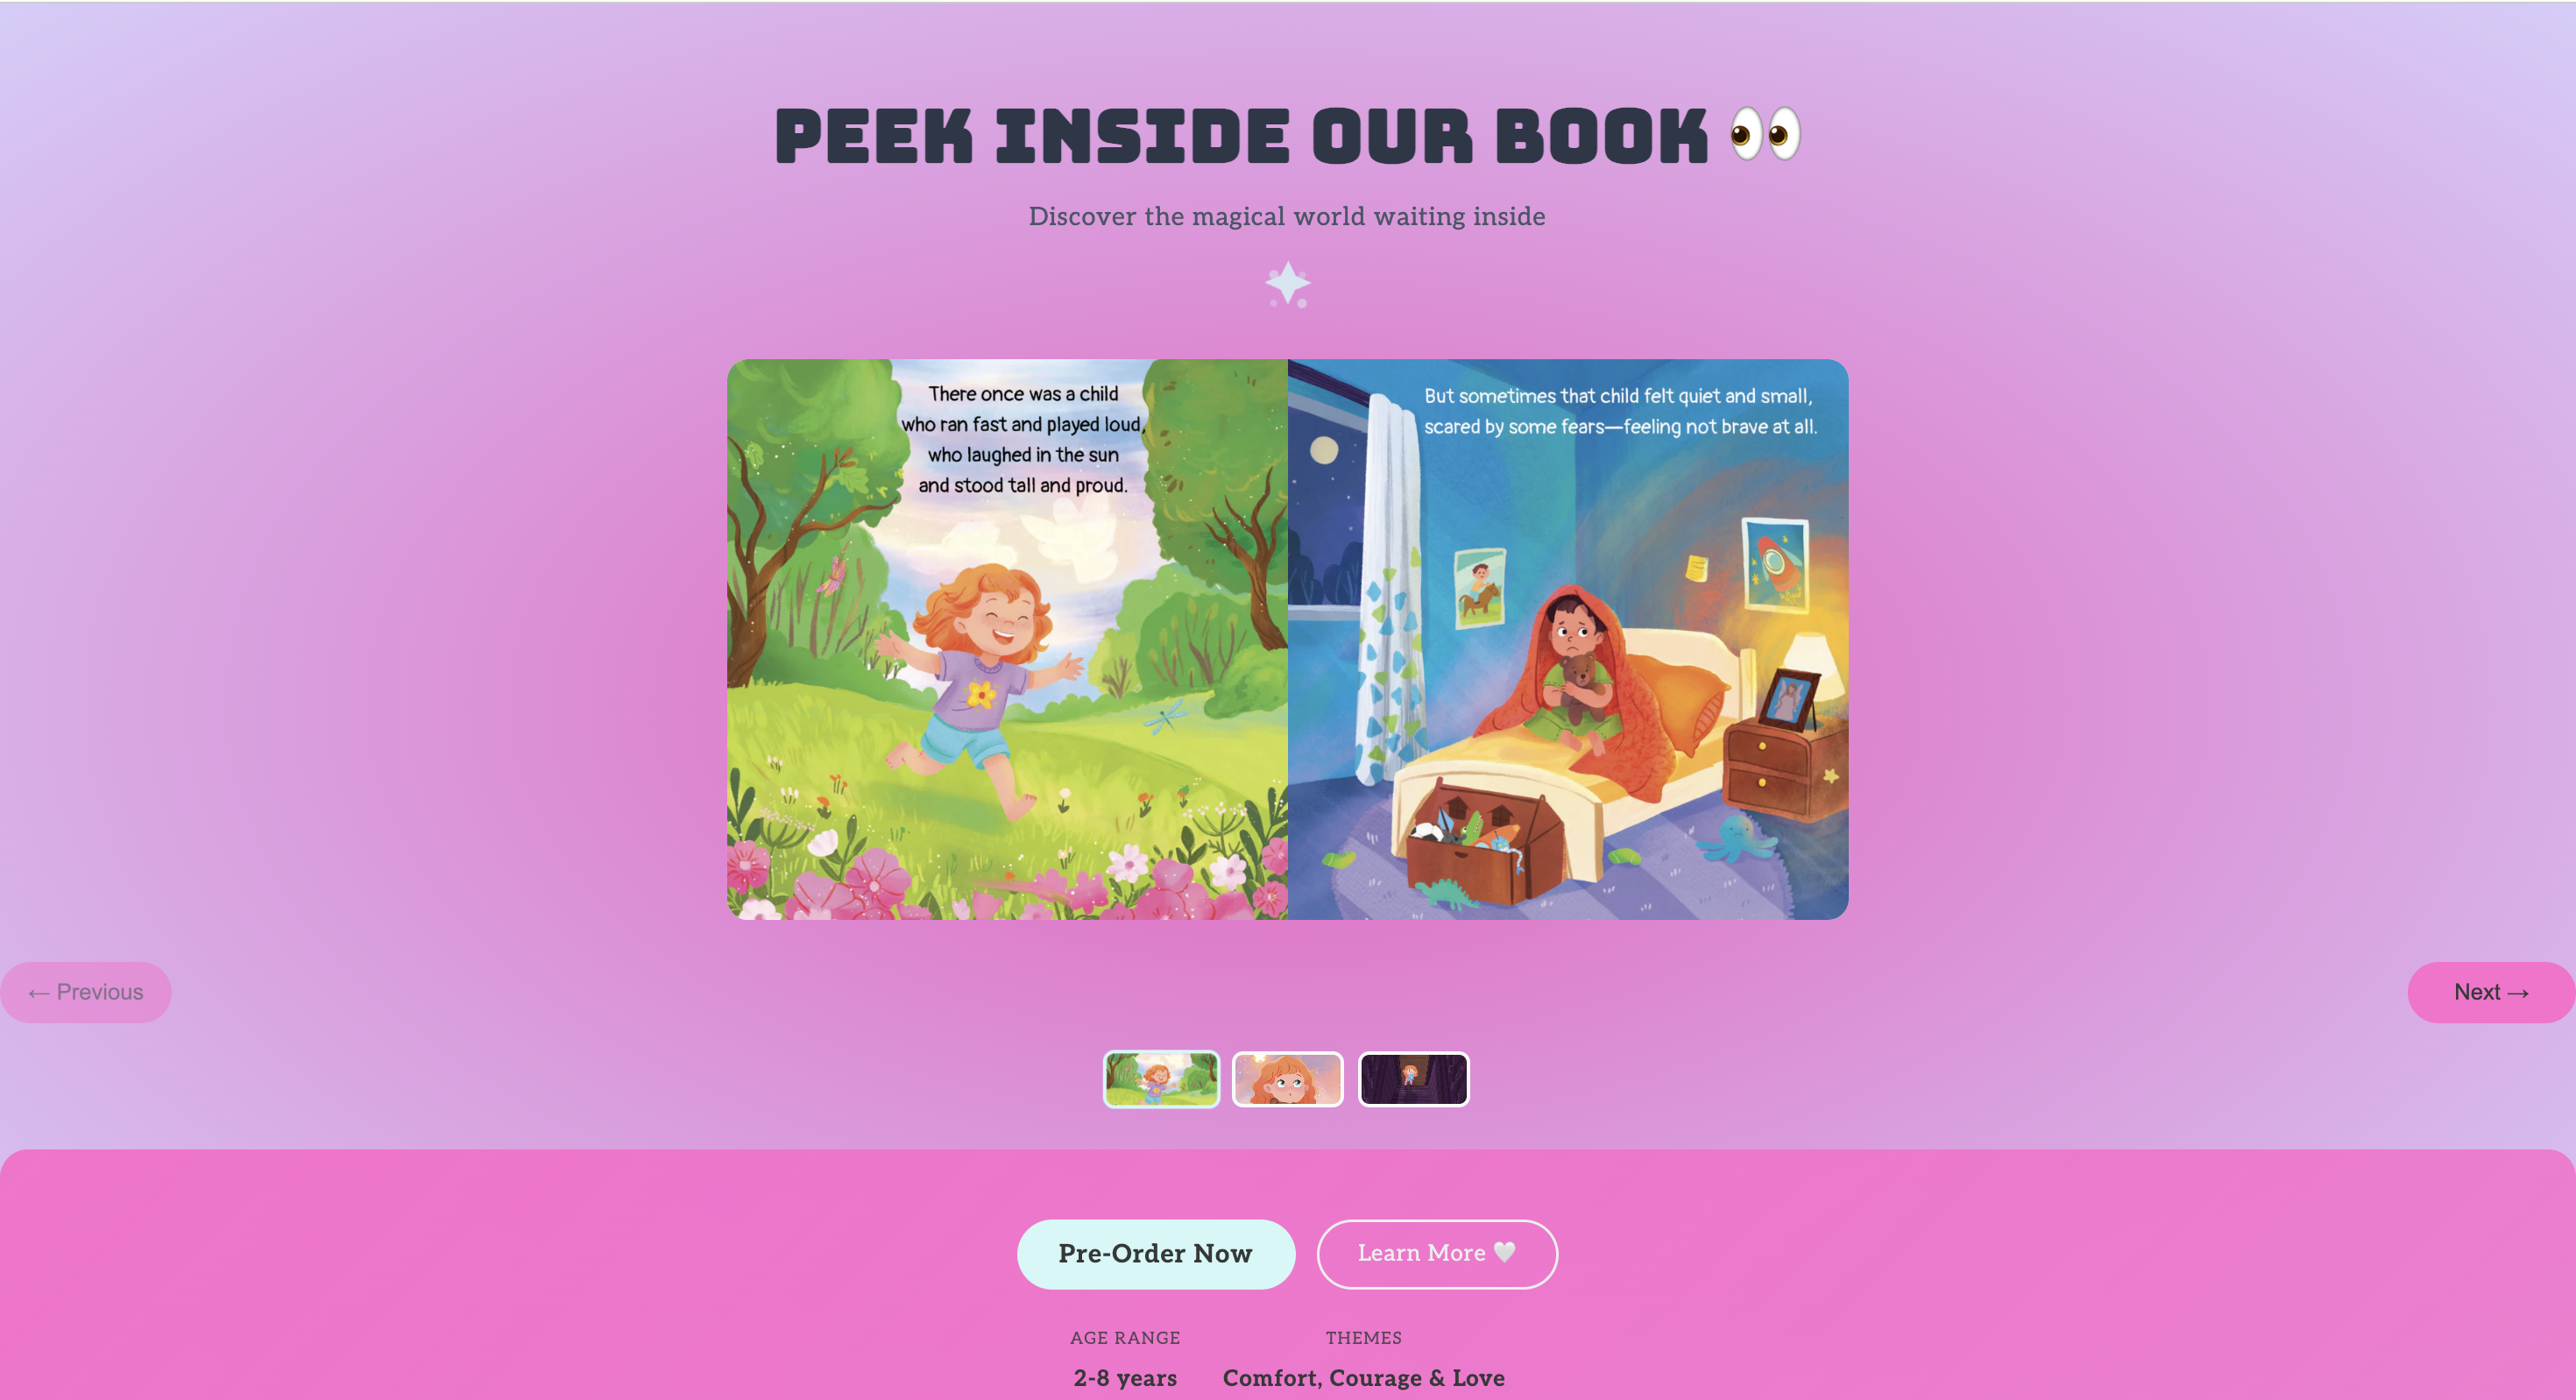 PEEK INSIDE OUR BOOK 👀
Discover the magical world waiting inside
There once was a child
who ran fast and played loud,
who laughed in the sun
and stood tall and proud.
But sometimes that child felt quiet and small,
scared by some fears—feeling not brave at all.
← Previous
Next →
Pre-Order Now
Learn More 🤍
AGE RANGE
2-8 years
THEMES
Comfort, Courage & Love